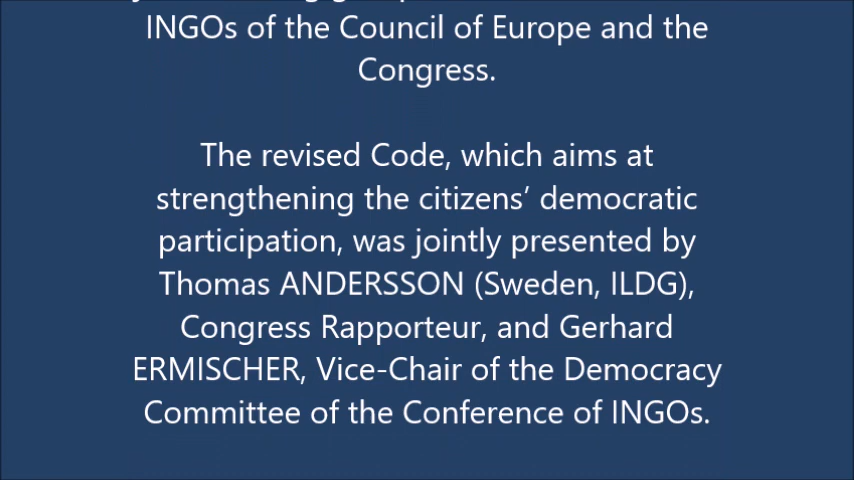 INGOs of the Council of Europe and the
Congress.
The revised Code, which aims at
strengthening the citizens’ democratic
participation, was jointly presented by
Thomas ANDERSSON (Sweden, ILDG),
Congress Rapporteur, and Gerhard
ERMISCHER, Vice-Chair of the Democracy
Committee of the Conference of INGOs.